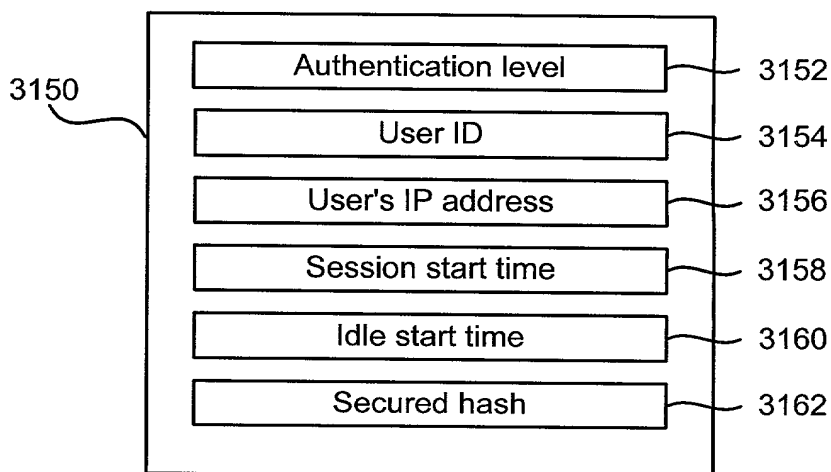 Authentication level 3152
3150
User ID 3154
User's IP address 3156
Session start time 3158
Idle start time 3160
Secured hash 3162